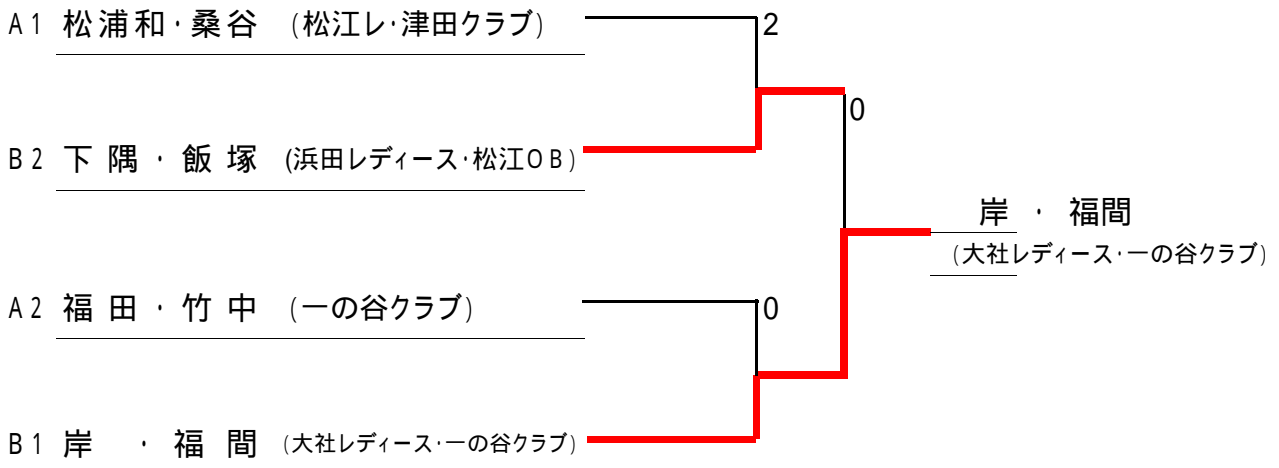 A1 松浦和・桑谷 (松江レ・津田クラブ)
2
0
B2 下隅・飯塚 (浜田レディース・松江OB)
岸・福間
(大社レディース・一の谷クラブ)
A2 福田・竹中 (一の谷クラブ)
0
B1 岸・福間 (大社レディース・一の谷クラブ)